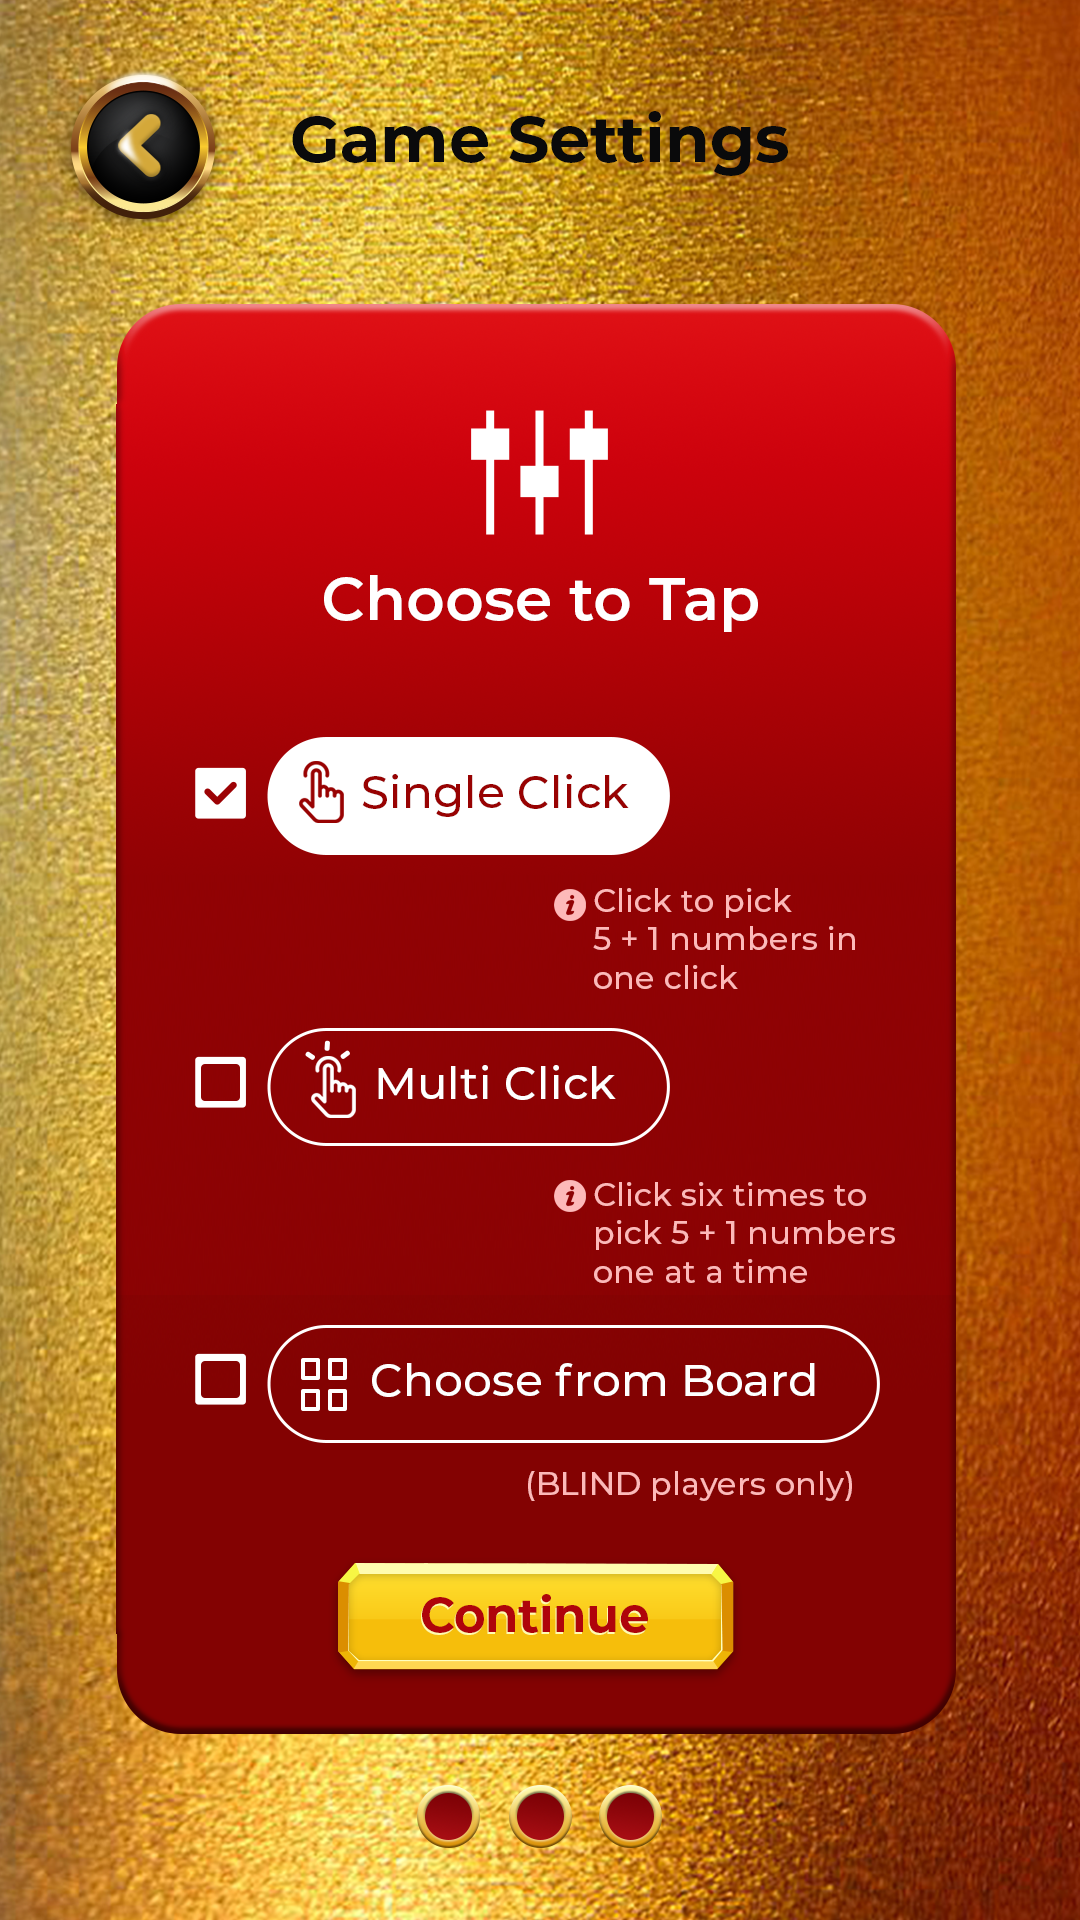 Game Settings
Choose to Tap
Single Click
Click to pick
5 + 1 numbers in
one click
Multi Click
Click six times to
pick 5 + 1 numbers
one at a time
Choose from Board
(BLIND players only)
Continue